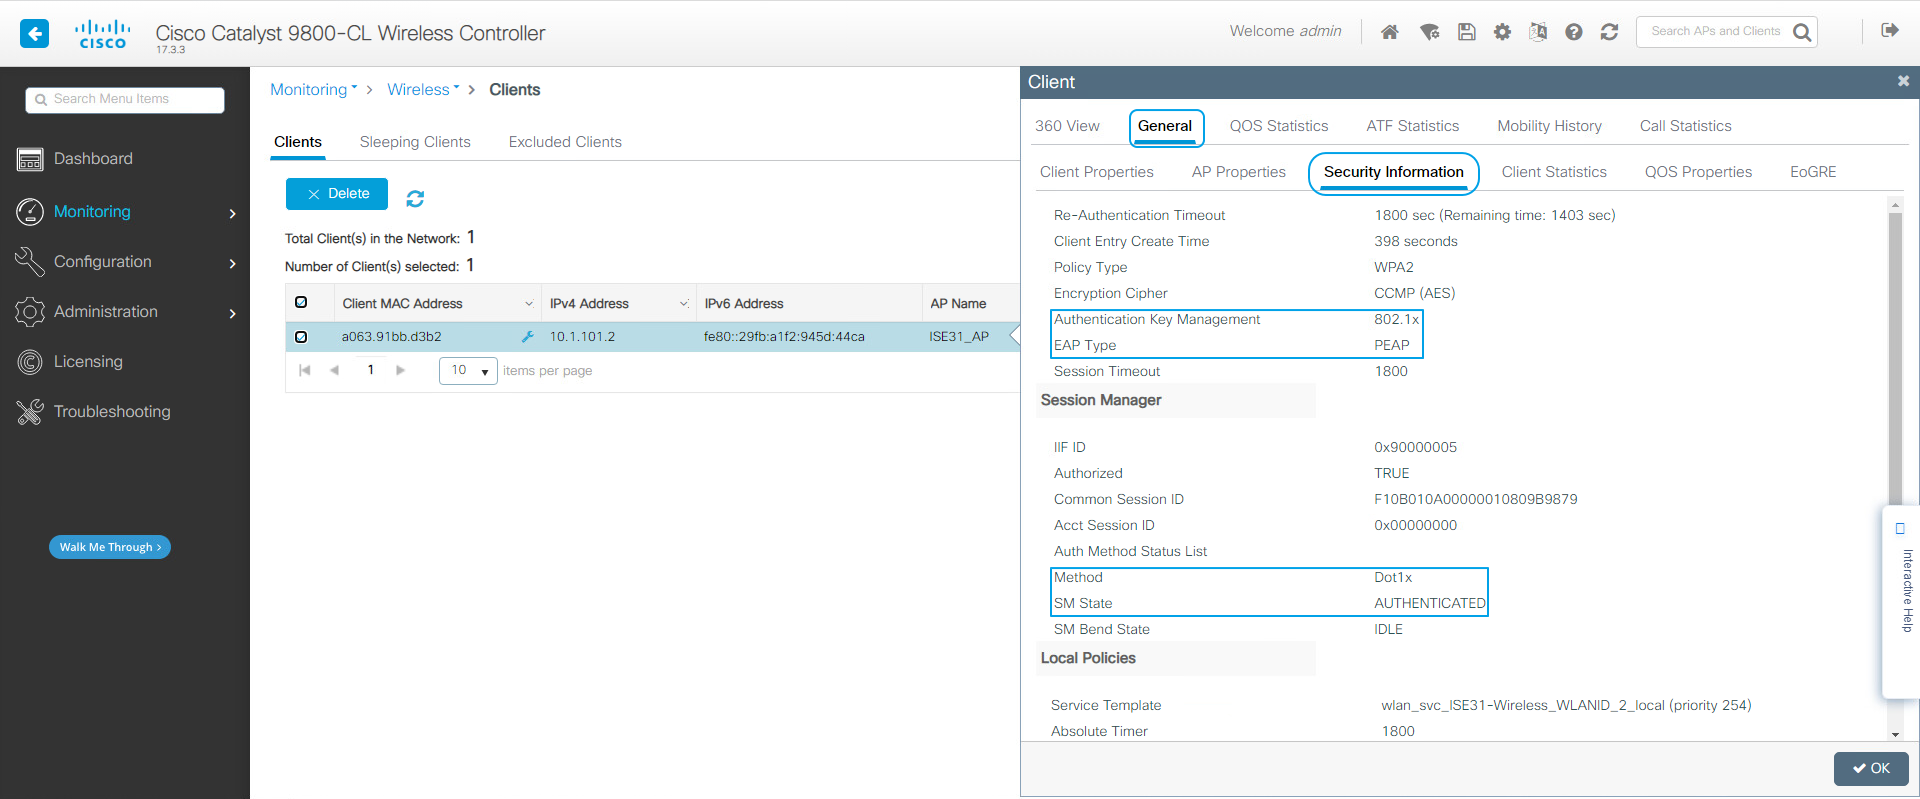 CISCO
Cisco Catalyst 9800-CL Wireless Controller
17.3.3
Welcome admin
Search APs and Clients
Search Menu Items
Dashboard
Monitoring
Configuration
Administration
Licensing
Troubleshooting
Walk Me Through >
Monitoring > Wireless > Clients
Clients Sleeping Clients Excluded Clients
× Delete
Total Client(s) in the Network: 1
Number of Client(s) selected: 1
Client MAC Address IPv4 Address IPv6 Address AP Name
a063.91bb.d3b2 10.1.101.2 fe80::29fb:a1f2:945d:44ca ISE31_AP
1 10 items per page
Client
360 View General QOS Statistics ATF Statistics Mobility History Call Statistics
Client Properties AP Properties Security Information Client Statistics QOS Properties EoGRE
Re-Authentication Timeout 1800 sec (Remaining time: 1403 sec)
Client Entry Create Time 398 seconds
Policy Type WPA2
Encryption Cipher CCMP (AES)
Authentication Key Management 802.1x
EAP Type PEAP
Session Timeout 1800
Session Manager
IIF ID 0x90000005
Authorized TRUE
Common Session ID F10B010A00000010809B9879
Acct Session ID 0x00000000
Auth Method Status List
Method Dot1x
SM State AUTHENTICATED
SM Bend State IDLE
Local Policies
Service Template wlan_svc_ISE31-Wireless_WLANID_2_local (priority 254)
Absolute Timer 1800
OK
Interactive Help